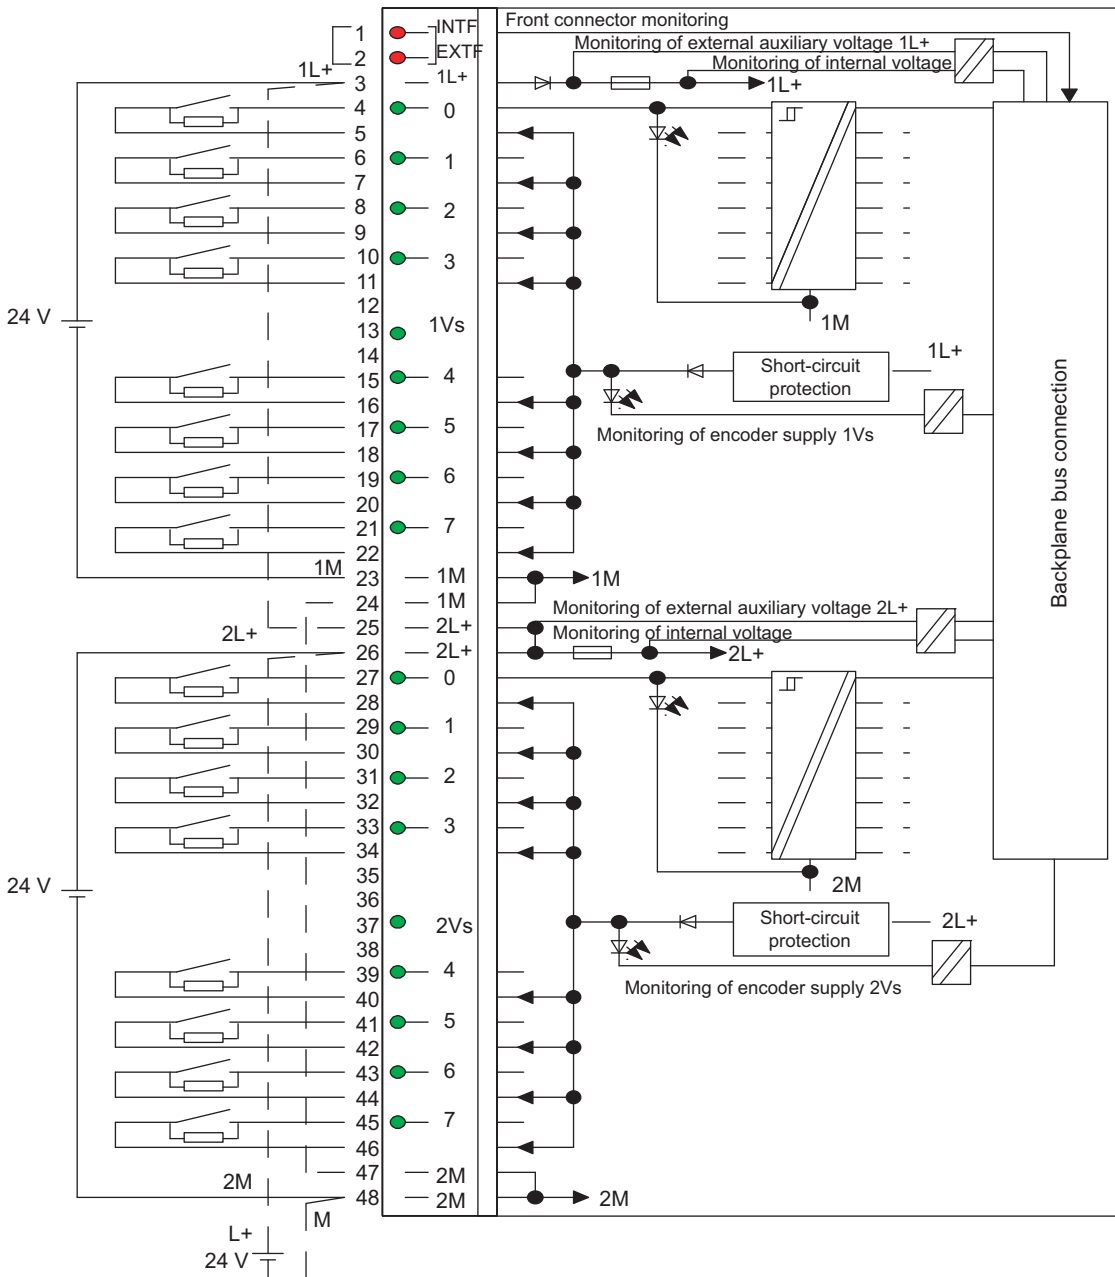 Front connector monitoring
1 INTF
Monitoring of external auxiliary voltage 1L+
2 EXTF
Monitoring of internal voltage
1L+ 3 1L+ 1L+
4 0
5
6 1
7
8 2
9
10 3
11
12
24 V 13 1Vs 1M
14
15 4 Short-circuit protection 1L+
16
17 5 Monitoring of encoder supply 1Vs
18
19 6
20
21 7
22
Backplane bus connection
1M 23 1M 1M
24 1M
Monitoring of external auxiliary voltage 2L+
25 2L+
2L+ Monitoring of internal voltage
26 2L+ 2L+
27 0
28
29 1
30
31 2
32
33 3
34
35
24 V 2M
36
37 2Vs Short-circuit protection 2L+
38
39 4
Monitoring of encoder supply 2Vs
40
41 5
42
43 6
44
45 7
46
47 2M
2M 48 2M 2M
M
L+
24 V